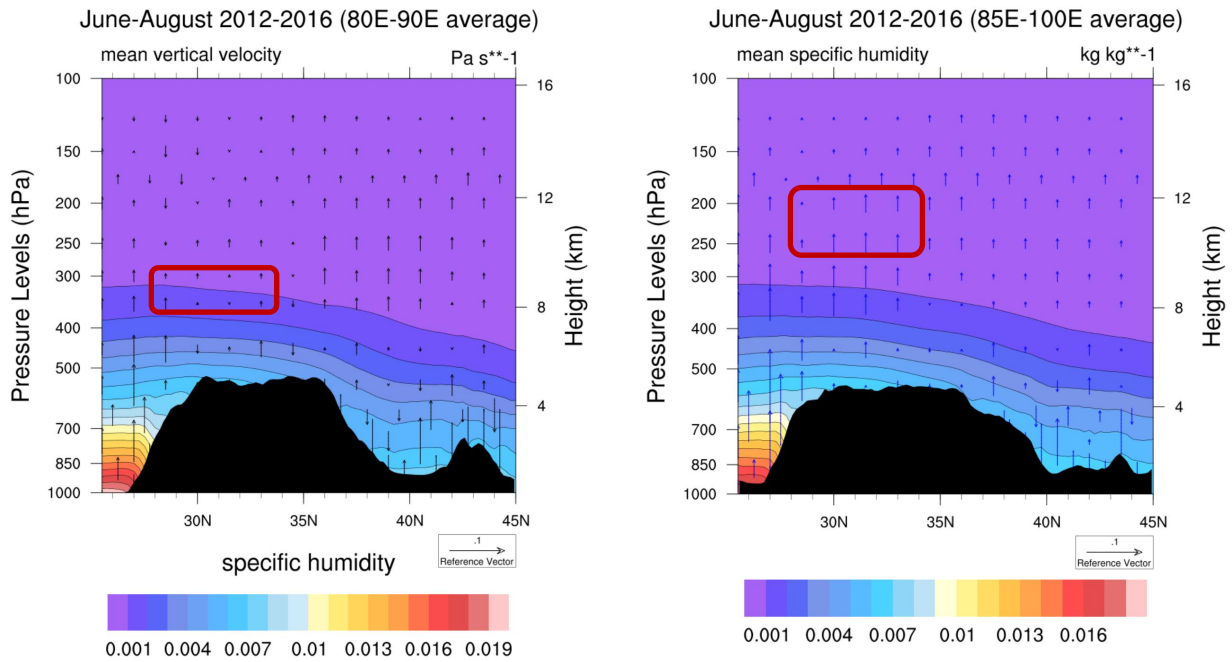 June-August 2012-2016 (80E-90E average)
mean vertical velocity
Pa s**-1
100
150
200
250
300
400
500
700
850
1000
Pressure Levels (hPa)
16
12
8
4
Height (km)
30N
35N
40N
45N
.1
Reference Vector
specific humidity
0.001
0.004
0.007
0.01
0.013
0.016
0.019
June-August 2012-2016 (85E-100E average)
mean specific humidity
kg kg**-1
100
150
200
250
300
400
500
700
850
1000
Pressure Levels (hPa)
16
12
8
4
Height (km)
30N
35N
40N
45N
.1
Reference Vector
0.001
0.004
0.007
0.01
0.013
0.016